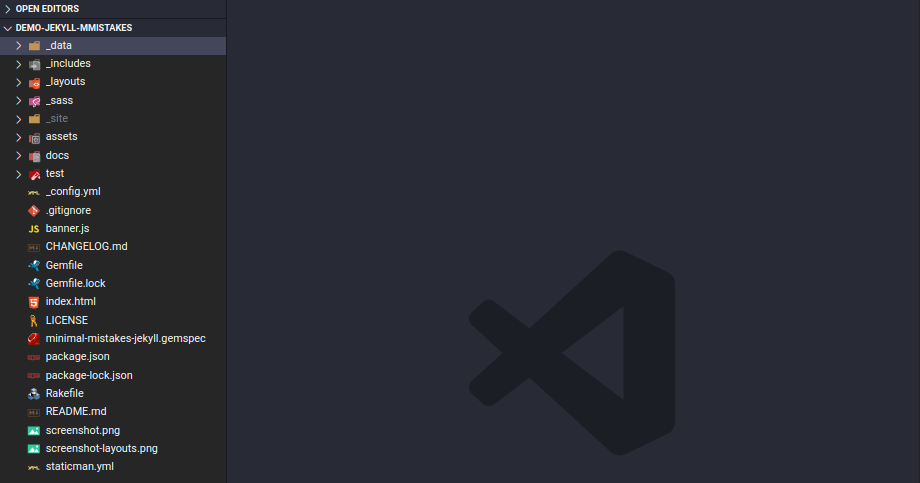 OPEN EDITORS
DEMO-JEKYLL-MMISTAKES
_data
_includes
_layouts
_sass
_site
assets
docs
test
_config.yml
.gitignore
JS banner.js
CHANGELOG.md
Gemfile
Gemfile.lock
index.html
LICENSE
minimal-mistakes-jekyll.gemspec
package.json
package-lock.json
Rakefile
README.md
screenshot.png
screenshot-layouts.png
staticman.yml